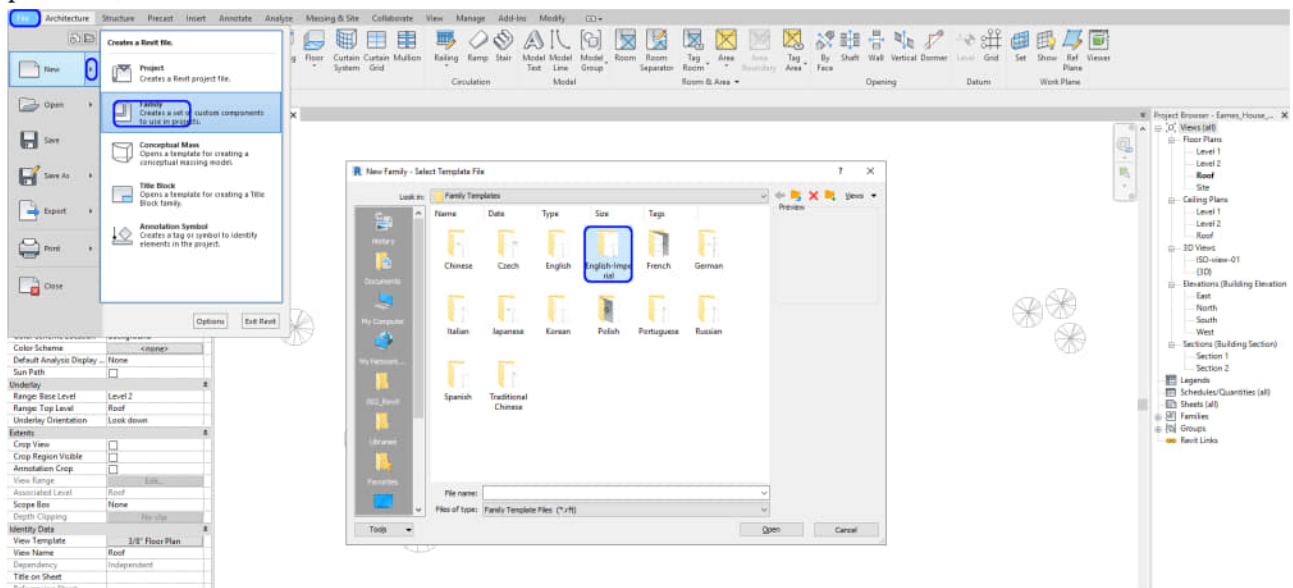 File Architecture Structure Precast Insert Annotate Analyze Massing & Site Collaborate View Manage Add-Ins Modify
Creates a Revit file.
New
Project
Creates a Revit project file.
Open
Family
Creates a set of custom components
to use in projects.
Save
Conceptual Mass
Opens a template for creating a
conceptual massing model.
Save As
Title Block
Opens a template for creating a Title
Block family.
Export
Annotation Symbol
Creates a tag or symbol to identify
elements in the project.
Print
Close
Options Exit Revit
Floor Curtain System Curtain Grid Mullion Railing Ramp Stair Model Text Model Line Model Group Room Room Separator Tag Room Area Area Boundary Tag Area By Face Shaft Wall Vertical Dormer Level Grid Set Show Ref Plane Viewer
Circulation Model Room & Area Opening Datum Work Plane
New Family - Select Template File
Look in: Family Templates
Views
Preview
Name Date Type Size Tags
History
Documents
My Computer
My Network...
002_Revit
Libraries
Favorites
Chinese Czech English English-Impe
rial French German
Italian Japanese Korean Polish Portuguese Russian
Spanish Traditional
Chinese
File name:
Files of type: Family Template Files (*.rft)
Tools Open Cancel
Color Scheme <none>
Default Analysis Display ... None
Sun Path
Underlay
Range: Base Level Level 2
Range: Top Level Roof
Underlay Orientation Look down
Extents
Crop View
Crop Region Visible
Annotation Crop
View Range Edit...
Associated Level Roof
Scope Box None
Depth Clipping No clip
Identity Data
View Template 3/8" Floor Plan
View Name Roof
Dependency Independent
Title on Sheet
Project Browser - Eames_House_...
Views (all)
Floor Plans
Level 1
Level 2
Roof
Site
Ceiling Plans
Level 1
Level 2
Roof
3D Views
ISO-view-01
{3D}
Elevations (Building Elevation
East
North
South
West
Sections (Building Section)
Section 1
Section 2
Legends
Schedules/Quantities (all)
Sheets (all)
Families
Groups
Revit Links